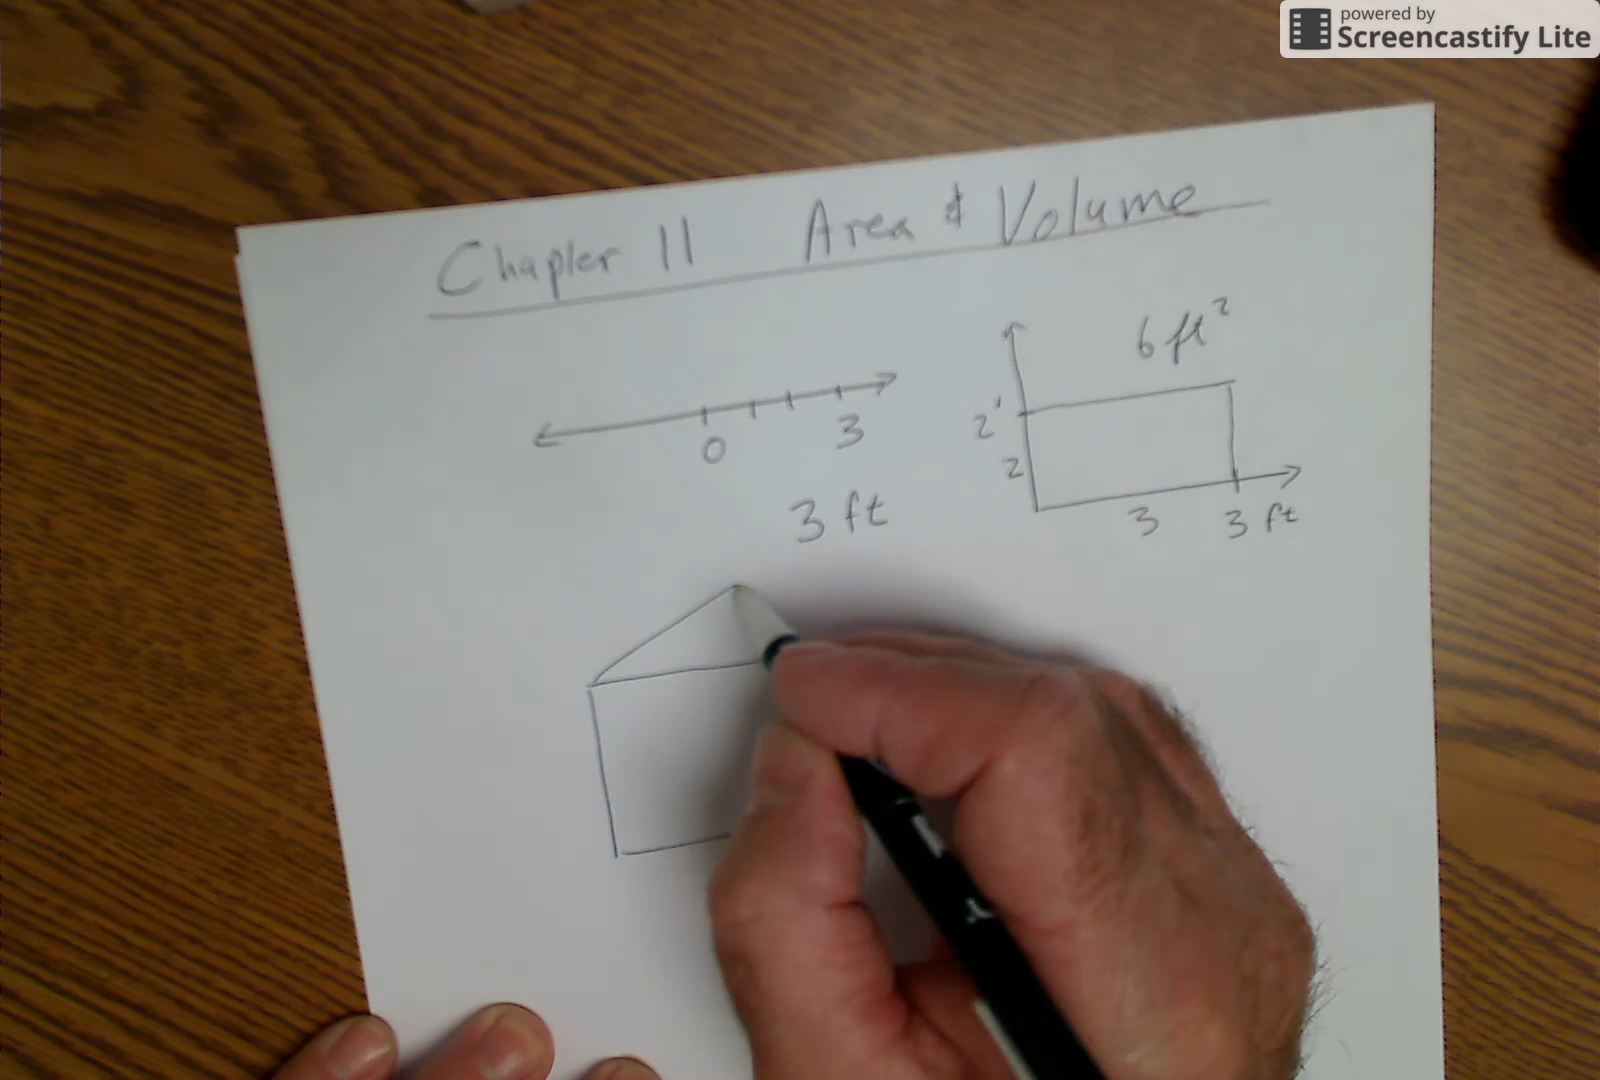 powered by
Screencastify Lite
Chapter 11 Area & Volume
6 ft²
2'
0
3
2
3 ft
3
3 ft